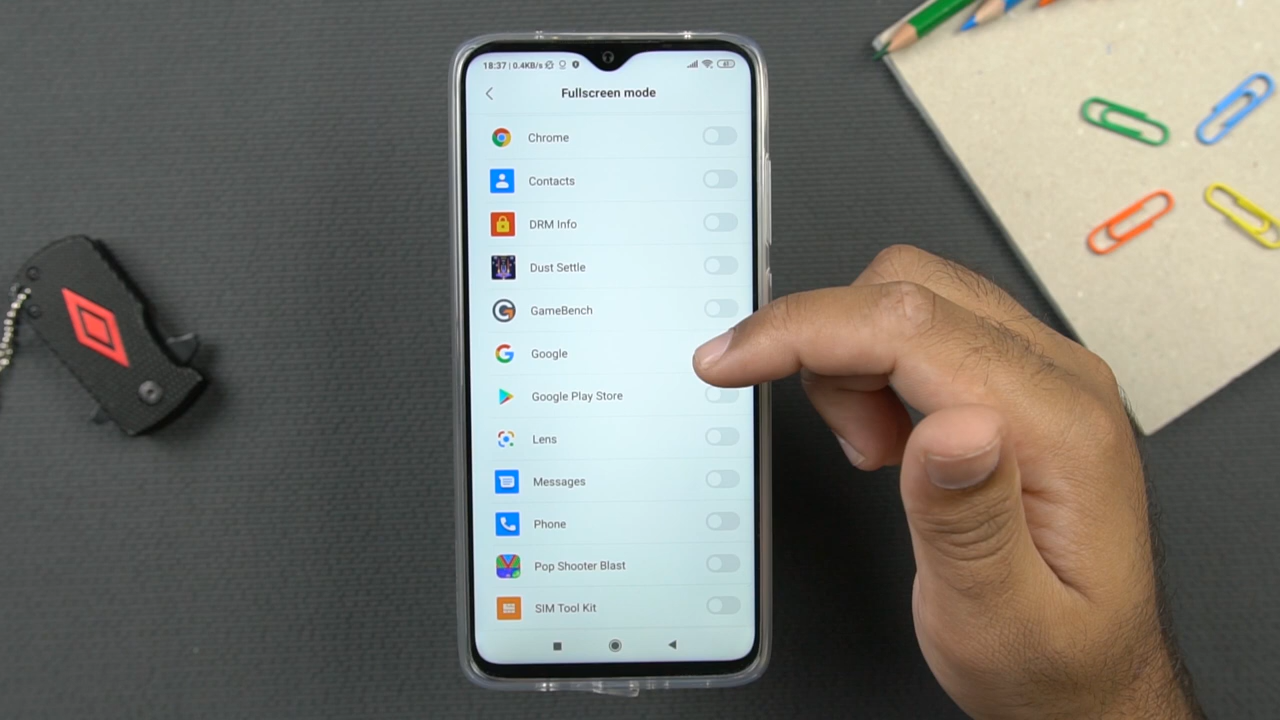 18:37 | 0.4KB/s
Fullscreen mode
Chrome
Contacts
DRM Info
Dust Settle
GameBench
Google
Google Play Store
Lens
Messages
Phone
Pop Shooter Blast
SIM Tool Kit